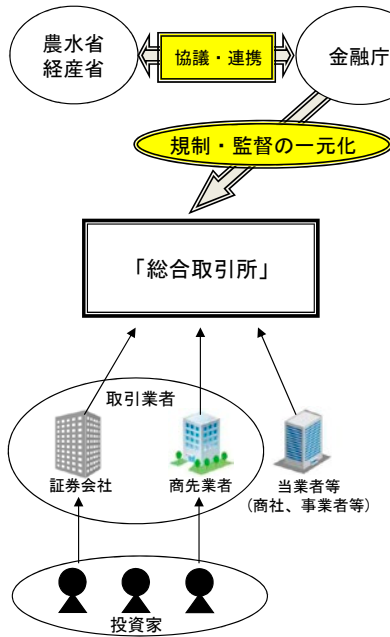 農水省
経産省
協議・連携
金融庁
規制・監督の一元化
「総合取引所」
取引業者
証券会社
商先業者
当業者等
（商社、事業者等）
投資家